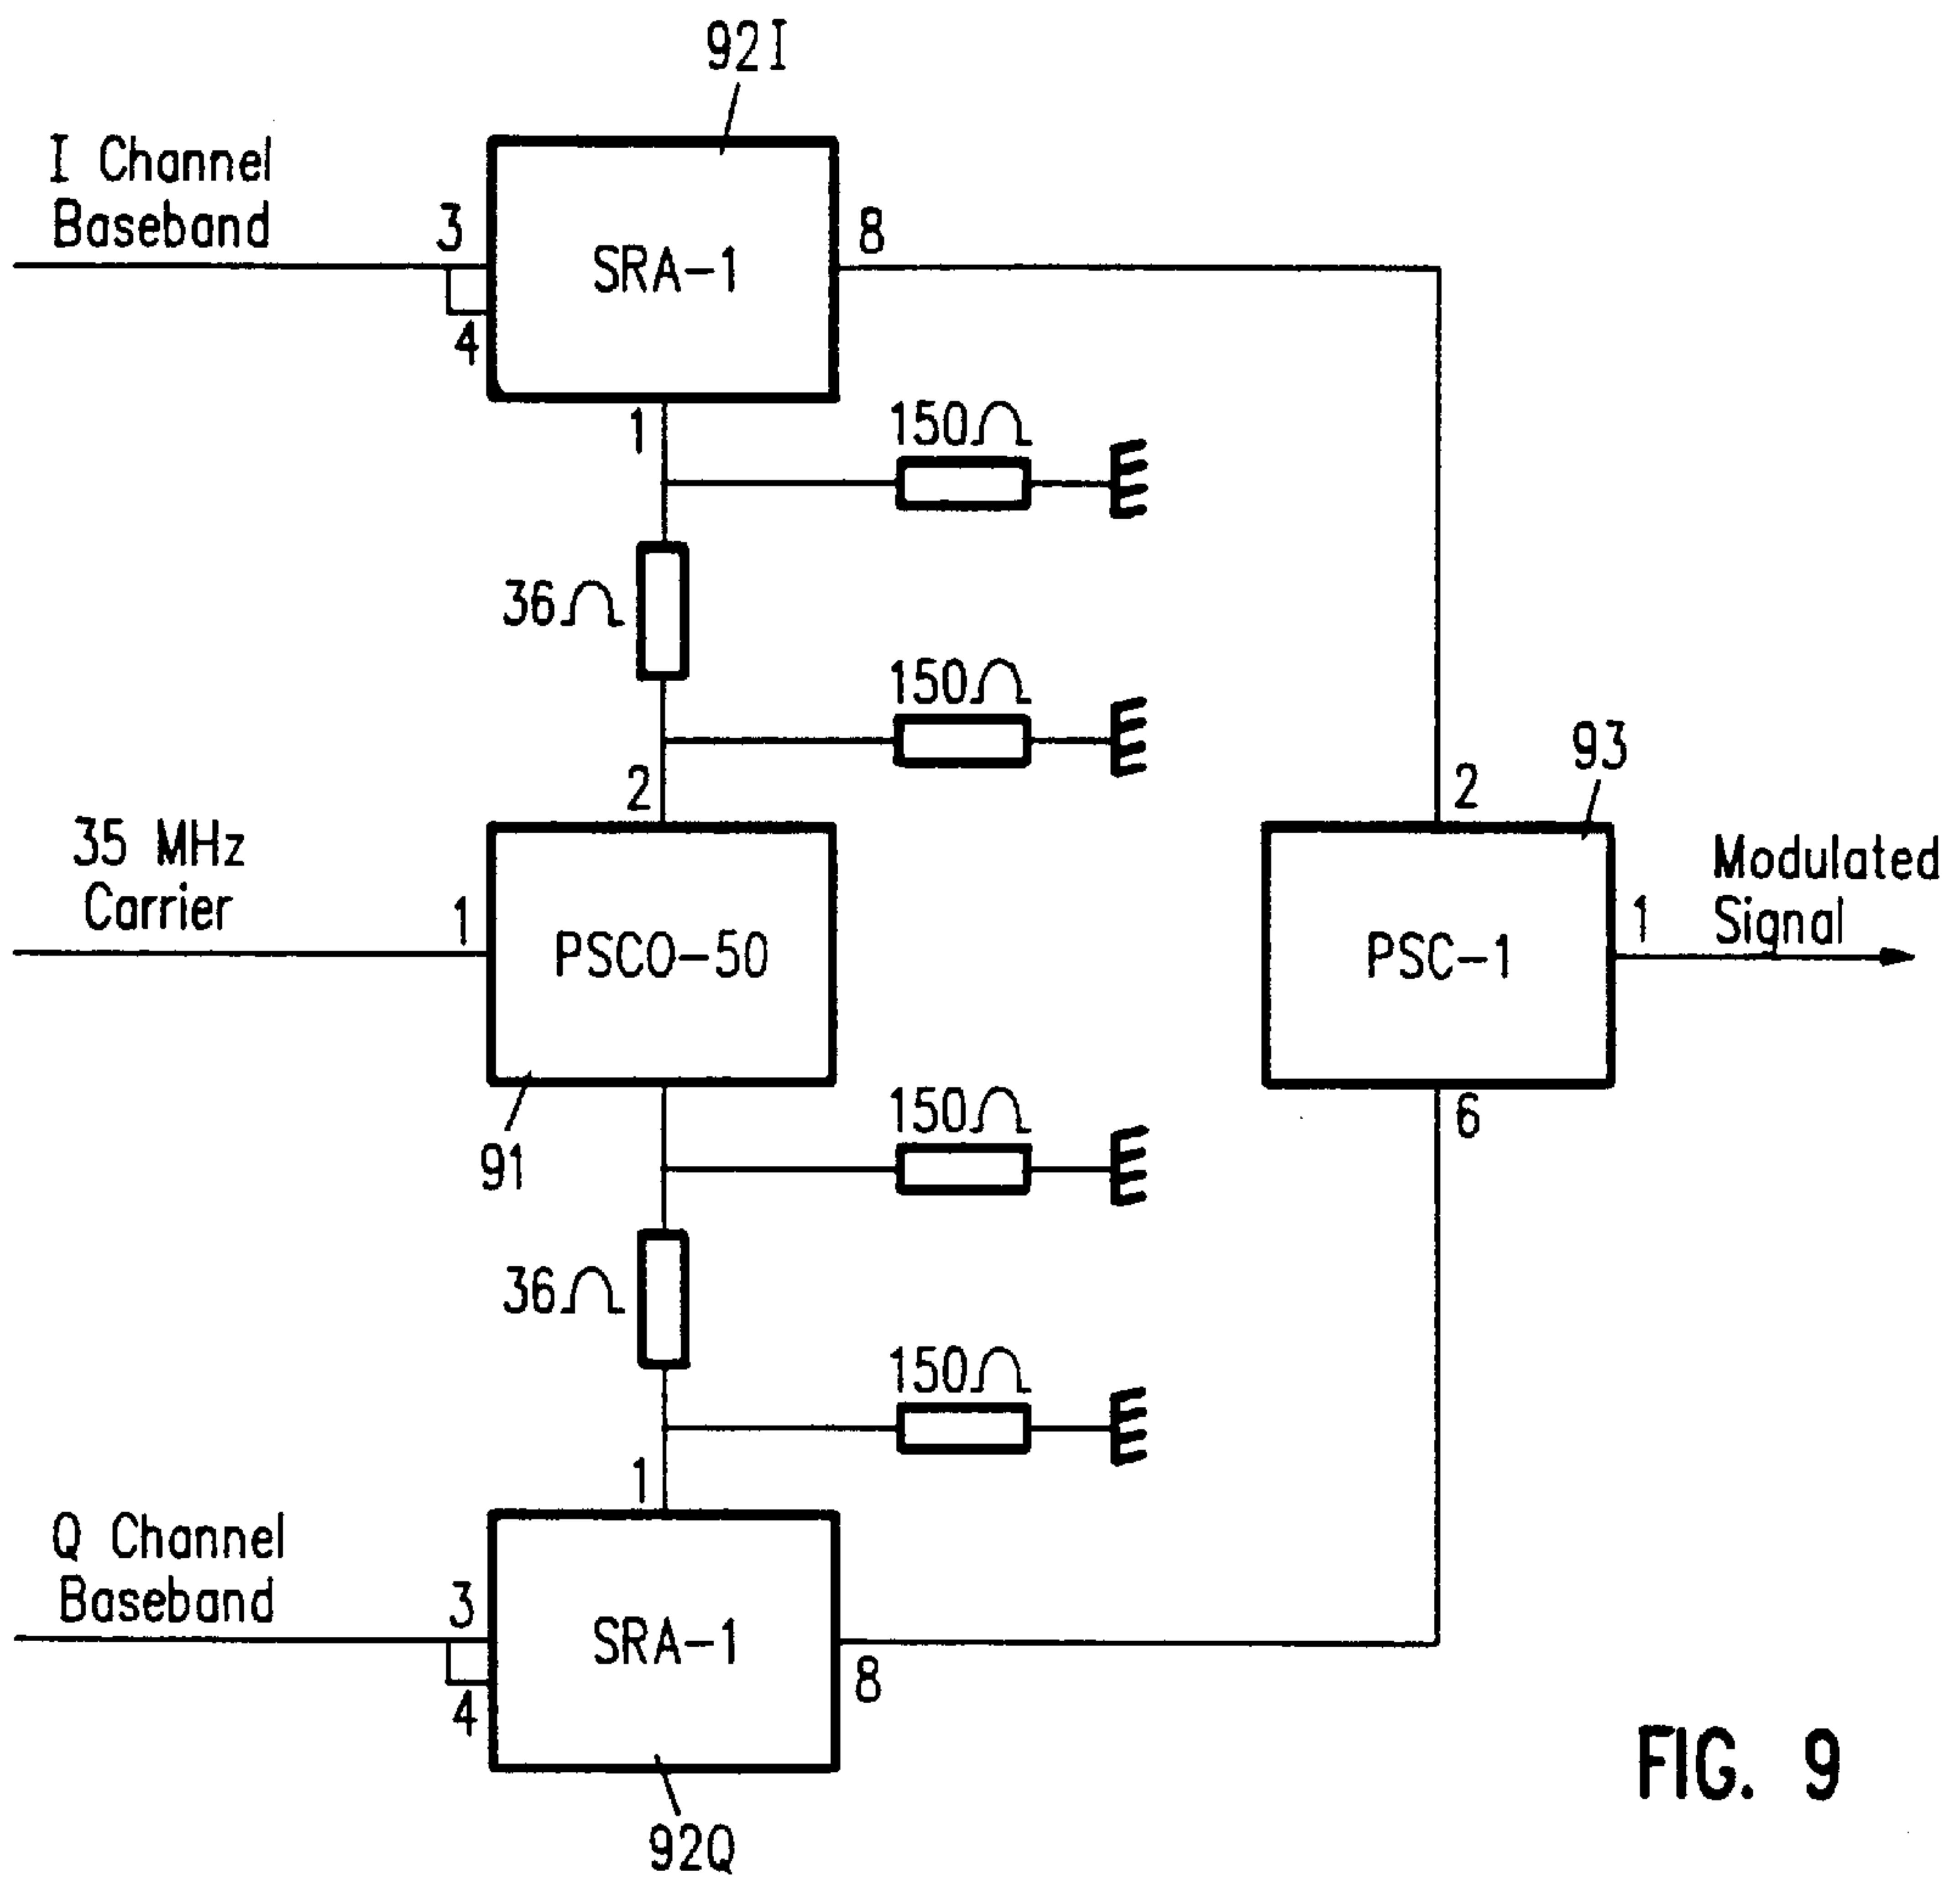 92I
I Channel
Baseband
3
4
SRA-1
8
1
150Ω
36Ω
150Ω
2
35 MHz
Carrier
1
PSCO-50
91
2
93
PSC-1
1
Modulated
Signal
6
150Ω
36Ω
150Ω
1
Q Channel
Baseband
3
4
SRA-1
8
92Q
FIG. 9